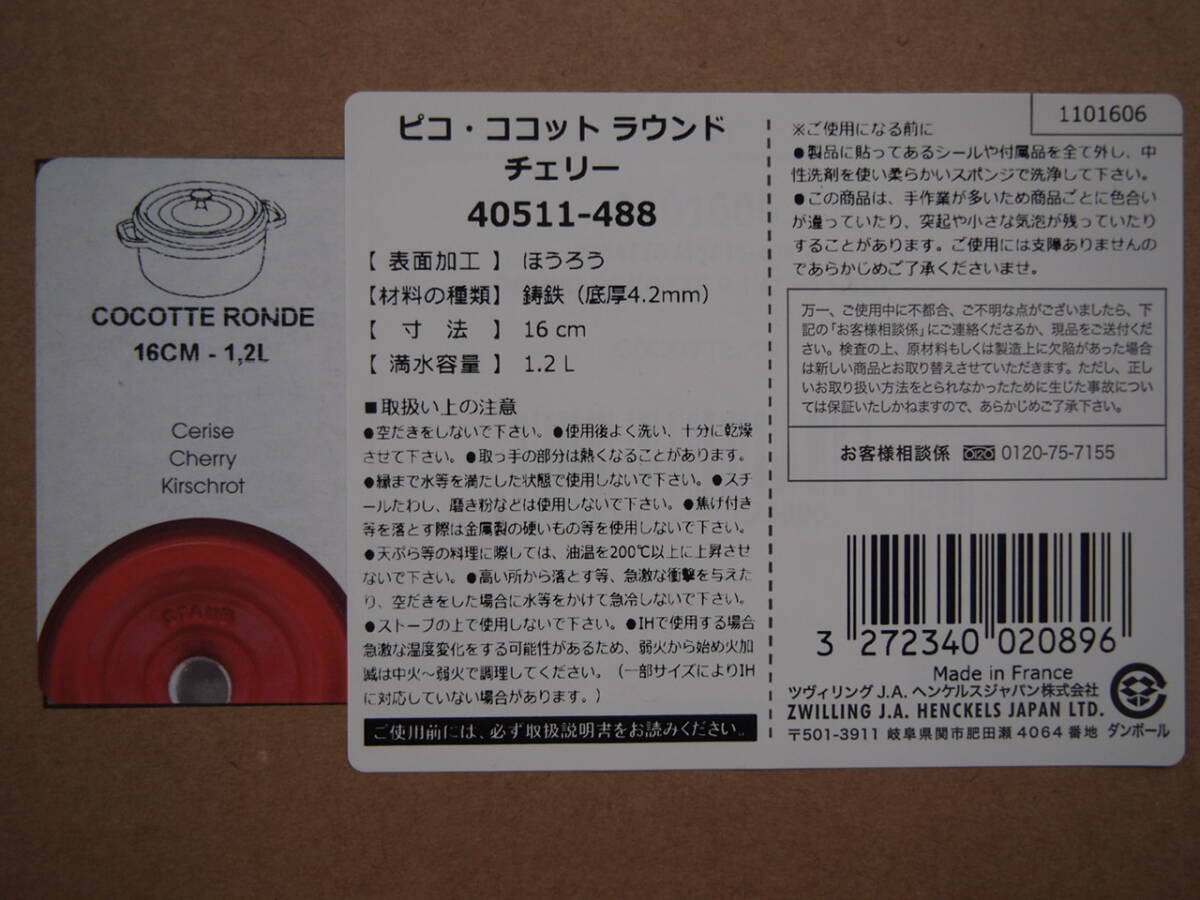 COCOTTE RONDE
16CM - 1,2L
Cerise
Cherry
Kirschrot
STAUB
ピコ・ココット ラウンド
チェリー
40511-488
【 表面加工 】 ほうろう
【材料の種類】 鋳鉄（底厚4.2mm）
【 寸 法 】 16 cm
【 満水容量 】 1.2 L
■取扱い上の注意
●空だきをしないで下さい。●使用後よく洗い、十分に乾燥
させて下さい。●取っ手の部分は熱くなることがあります。
●縁まで水等を満たした状態で使用しないで下さい。●スチ
ールたわし、磨き粉などは使用しないで下さい。●焦げ付き
等を落とす際は金属製の硬いもの等を使用しないで下さい。
●天ぷら等の料理に際しては、油温を200℃以上に上昇させ
ないで下さい。●高い所から落とす等、急激な衝撃を与えた
り、空だきをした場合に水等をかけて急冷しないで下さい。
●ストーブの上で使用しないで下さい。●IHで使用する場合
急激な温度変化をする可能性があるため、弱火から始め火加
減は中火～弱火で調理してください。（一部サイズによりIH
に対応していない場合があります。）
ご使用前には、必ず取扱説明書をお読みください。
1101606
※ご使用になる前に
●製品に貼ってあるシールや付属品を全て外し、中
性洗剤を使い柔らかいスポンジで洗浄して下さい。
●この商品は、手作業が多いため商品ごとに色合い
が違っていたり、突起や小さな気泡が残っていたり
することがあります。ご使用には支障ありませんの
であらかじめご了承くださいませ。
万一、ご使用中に不都合、ご不明な点がございましたら、下
記の「お客様相談係」にご連絡くださるか、現品をご送付くだ
さい。検査の上、原材料もしくは製造上に欠陥があった場合
は新しい商品とお取り替えさせていただきます。ただし、正し
いお取り扱い方法をとられなかったために生じた事故につい
ては保証いたしかねますので、あらかじめご了承下さい。
お客様相談係 0120-75-7155
3 272340 020896
Made in France
ツヴィリング J.A. ヘンケルスジャパン株式会社
ZWILLING J.A. HENCKELS JAPAN LTD.
〒501-3911 岐阜県関市肥田瀬 4064 番地
ダンボール